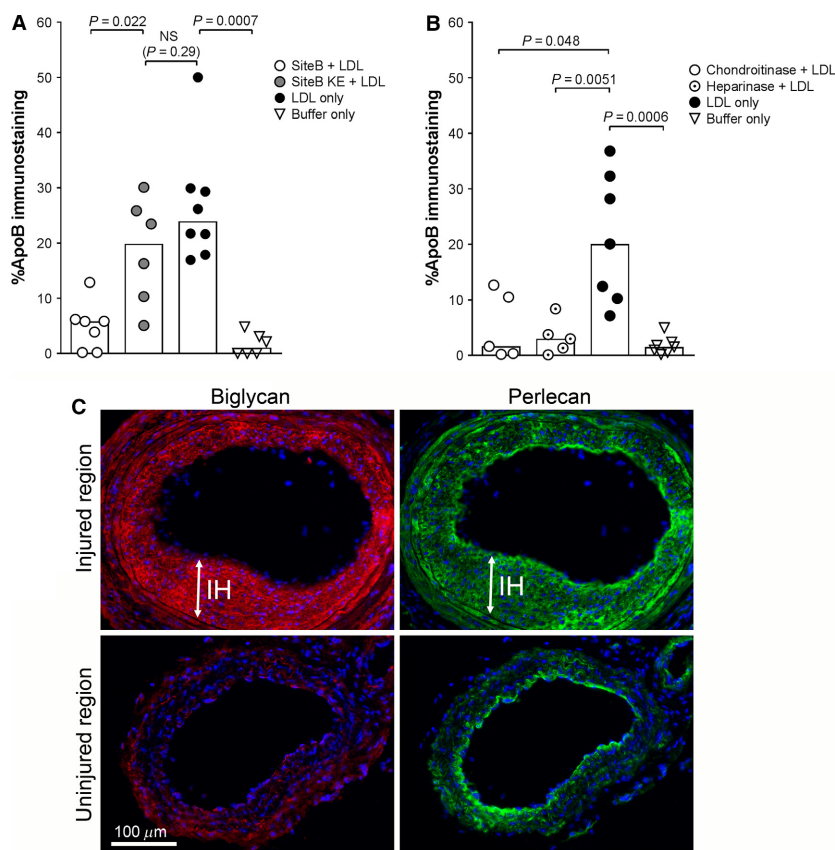 A
60
50
40
30
20
10
0
%ApoB immunostaining
P = 0.022
NS
(P = 0.29)
P = 0.0007
SiteB + LDL
SiteB KE + LDL
LDL only
Buffer only
B
60
50
40
30
20
10
0
%ApoB immunostaining
P = 0.048
P = 0.0051
P = 0.0006
Chondroitinase + LDL
Heparinase + LDL
LDL only
Buffer only
C
Biglycan
Perlecan
Injured region
IH
IH
Uninjured region
100 μm